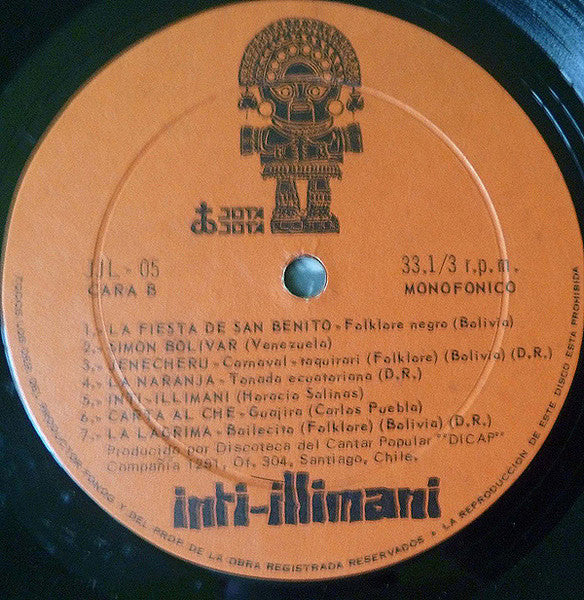 JOTA
JOTA
JJL - 05
CARA B
33.1/3 r.p.m.
MONOFONICO
1.- LA FIESTA DE SAN BENITO - Folklore negro (Bolivia)
2.- SIMON BOLIVAR (Venezuela)
3.- JENECHERU - Carnaval - taquirari (Folklore) (Bolivia) (D.R.)
4.- LA NARANJA - Tonada ecuatoriana (D.R.)
5.- INTI-ILLIMANI (Horacio Salinas)
6.- CARTA AL CHE - Guajira (Carlos Puebla)
7.- LA LAGRIMA - Bailecito (Folklore) (Bolivia) (D.R.)
Producido por Discoteca del Cantar Popular ""DICAP"
Compañia 1291, Of. 304, Santiago, Chile.
inti-illimani
TODOS LOS DER. DEL PRODUCTOR FONOG Y DEL PROP DE LA OBRA REGISTRADA RESERVADOS • LA REPRODUCCION DE ESTE DISCO ESTA PROHIBIDA